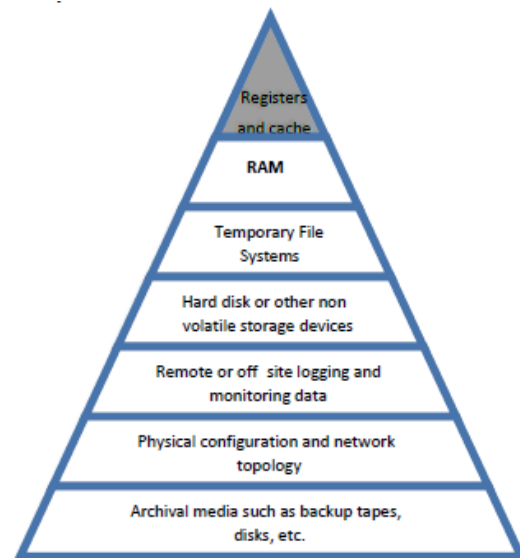 Registers
and cache
RAM
Temporary File
Systems
Hard disk or other non
volatile storage devices
Remote or off site logging and
monitoring data
Physical configuration and network
topology
Archival media such as backup tapes,
disks, etc.